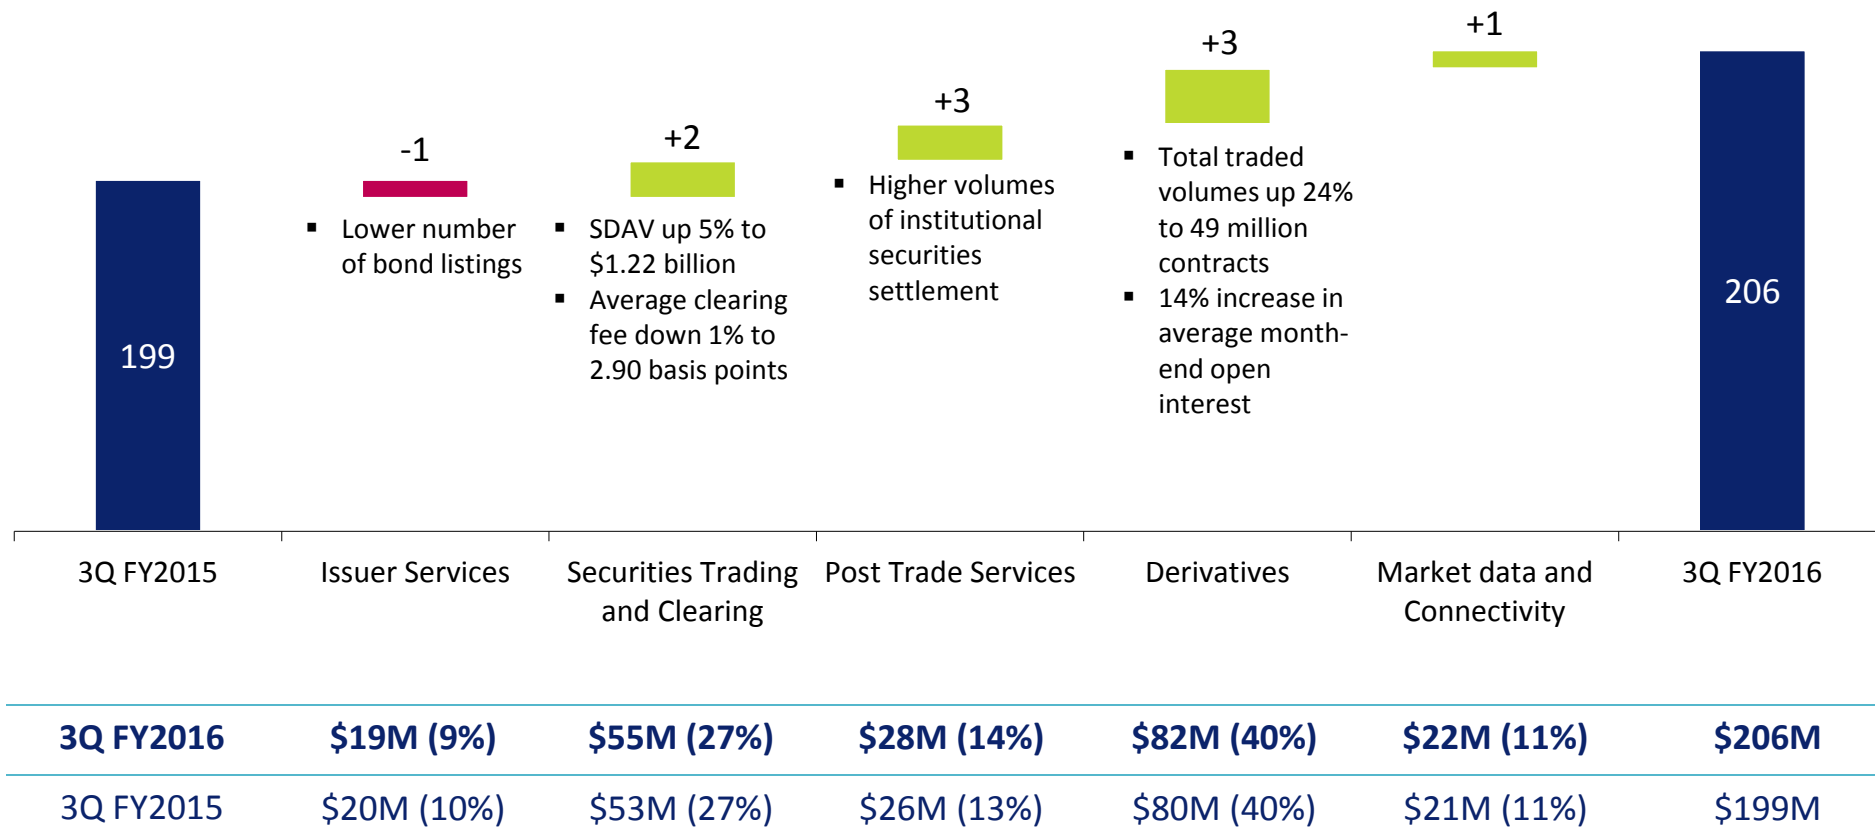 +1
+3
+3
+2
-1
199
206
▪ Lower number
of bond listings
▪ SDAV up 5% to
$1.22 billion
▪ Average clearing
fee down 1% to
2.90 basis points
▪ Higher volumes
of institutional
securities
settlement
▪ Total traded
volumes up 24%
to 49 million
contracts
▪ 14% increase in
average month-
end open
interest
3Q FY2015
Issuer Services
Securities Trading
and Clearing
Post Trade Services
Derivatives
Market data and
Connectivity
3Q FY2016
3Q FY2016 $19M (9%) $55M (27%) $28M (14%) $82M (40%) $22M (11%) $206M
3Q FY2015 $20M (10%) $53M (27%) $26M (13%) $80M (40%) $21M (11%) $199M